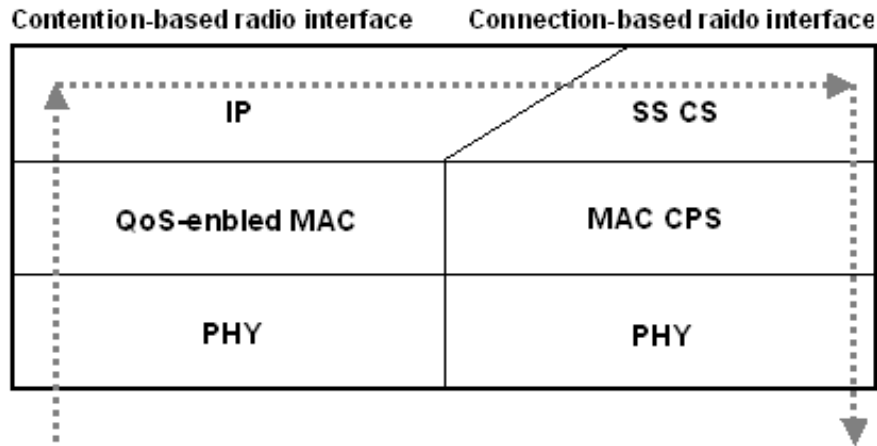 Contention-based radio interface Connection-based raido interface
IP SS CS
QoS-enbled MAC MAC CPS
PHY PHY